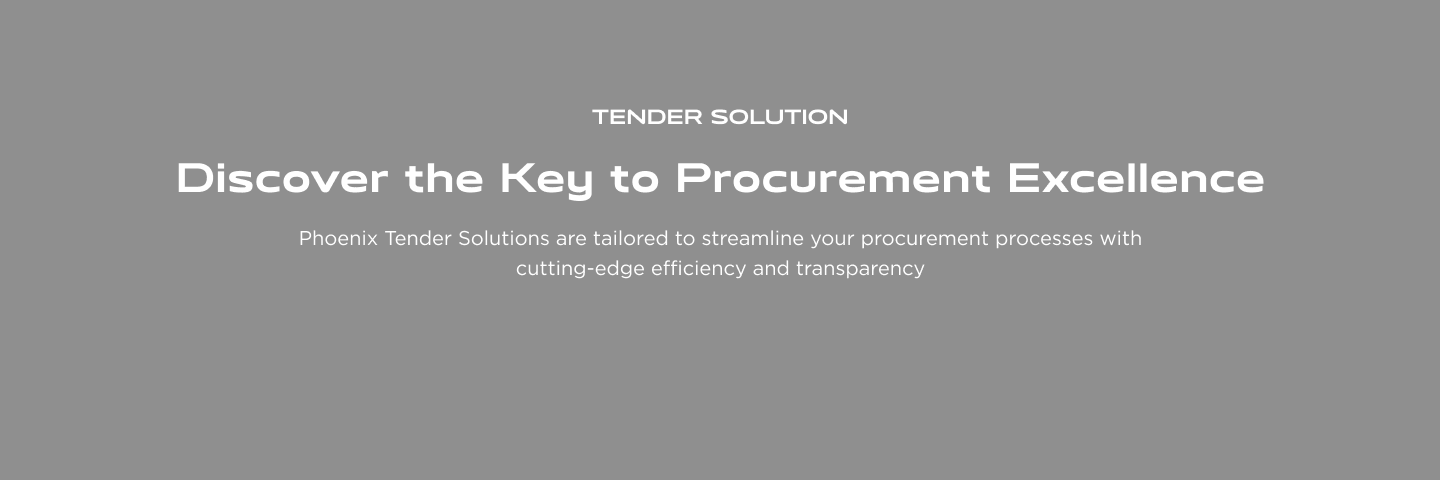 TENDER SOLUTION
Discover the Key to Procurement Excellence
Phoenix Tender Solutions are tailored to streamline your procurement processes with
cutting-edge efficiency and transparency